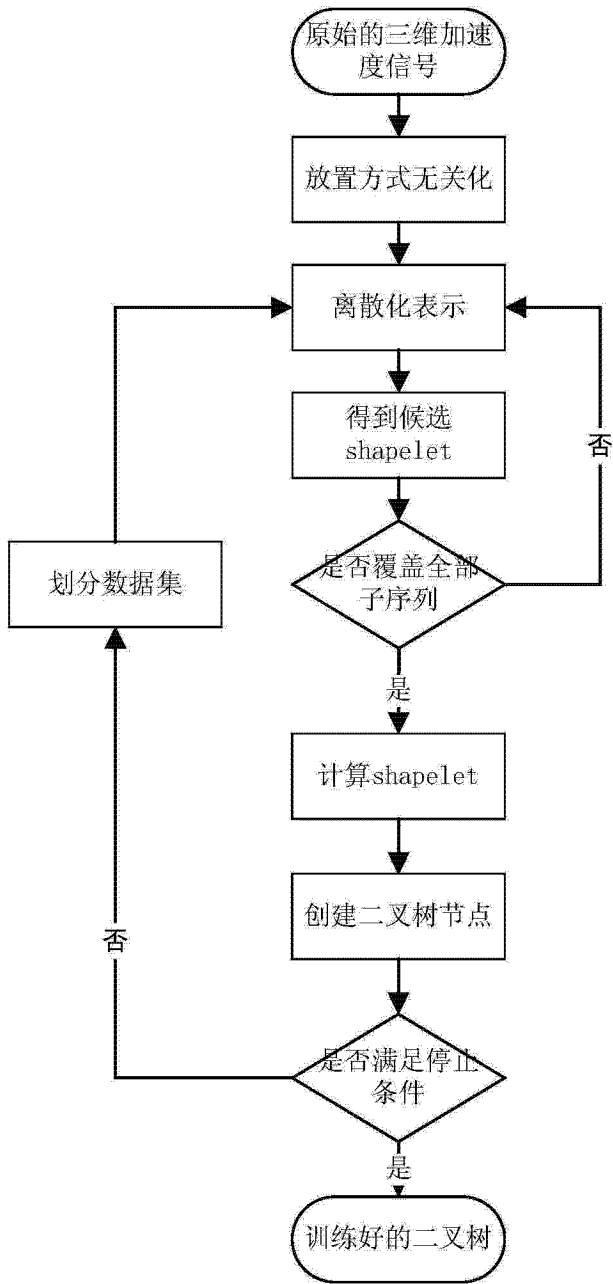 原始的三维加速
度信号
放置方式无关化
离散化表示
得到候选
shapelet
否
是否覆盖全部
子序列
划分数据集
是
计算shapelet
创建二叉树节点
否
是否满足停止
条件
是
训练好的二叉树